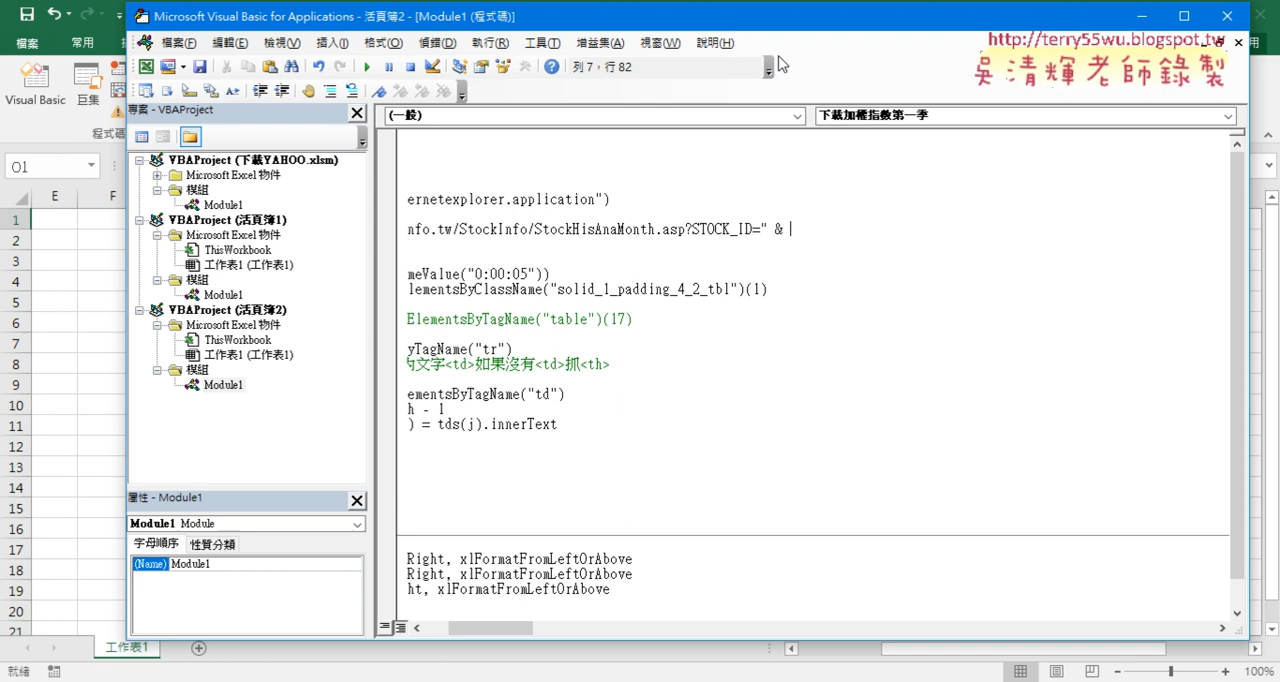 Microsoft Visual Basic for Applications - 活頁簿2 - [Module1 (程式碼)]
檔案 常用
檔案(F) 編輯(E) 檢視(V) 插入(I) 格式(O) 偵錯(D) 執行(R) 工具(T) 增益集(A) 視窗(W) 說明(H)
http://terry55wu.blogspot.tw
吳清輝老師錄製
列 7，行 82
Visual Basic 巨集
程式碼
專案 - VBAProject
(一般) 下載加權指數第一季
O1
E F
VBAProject (下載YAHOO.xlsm)
Microsoft Excel 物件
模組
Module1
VBAProject (活頁簿1)
Microsoft Excel 物件
ThisWorkbook
工作表1 (工作表1)
模組
Module1
VBAProject (活頁簿2)
Microsoft Excel 物件
ThisWorkbook
工作表1 (工作表1)
模組
Module1
ernetexplorer.application")
nfo.tw/StockInfo/StockHisAnaMonth.asp?STOCK_ID=" &
meValue("0:00:05"))
lementsByClassName("solid_1_padding_4_2_tbl")(1)
ElementsByTagName("table")(17)
yTagName("tr")
文字<td>如果沒有<td>抓<th>
ementsByTagName("td")
h - 1
) = tds(j).innerText
Right, xlFormatFromLeftOrAbove
Right, xlFormatFromLeftOrAbove
ht, xlFormatFromLeftOrAbove
屬性 - Module1
Module1 Module
字母順序 性質分類
(Name) Module1
1
2
3
4
5
6
7
8
9
10
11
12
13
14
15
16
17
18
19
20
21
工作表1
就緒
100%